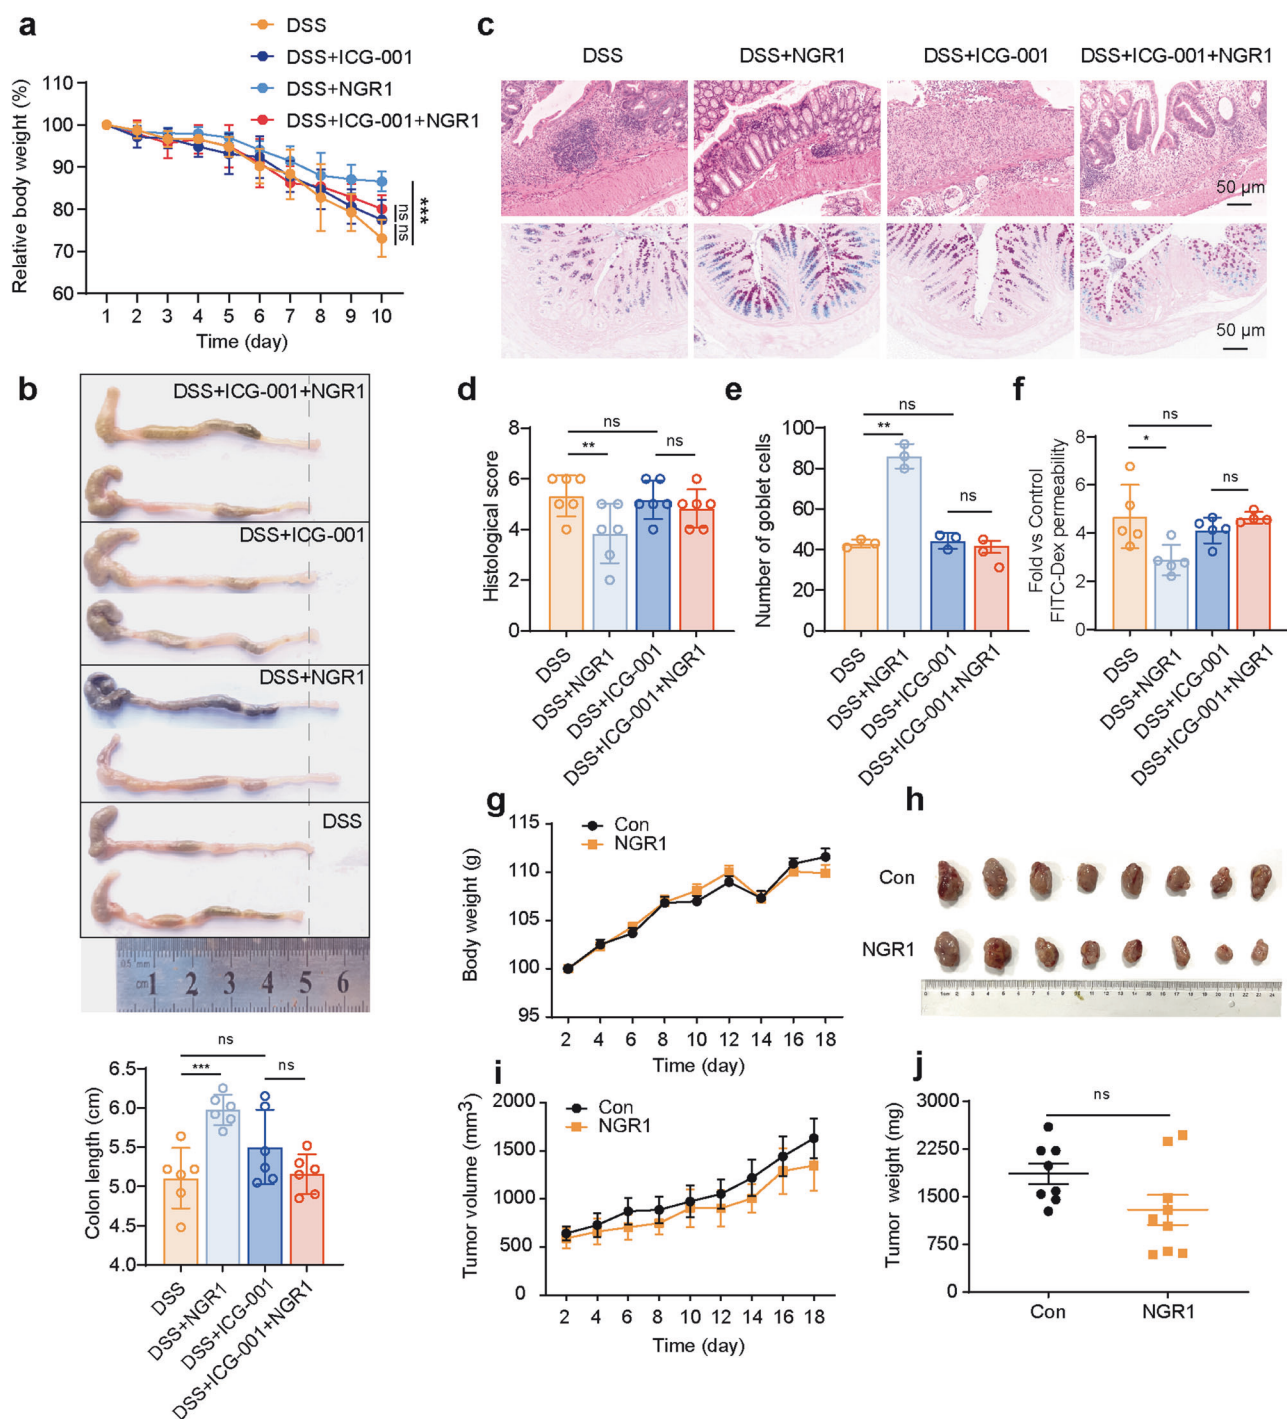 a
DSS
DSS+ICG-001
DSS+NGR1
DSS+ICG-001+NGR1
Relative body weight (%)
110
100
90
80
70
60
1 2 3 4 5 6 7 8 9 10
Time (day)
***
ns
ns
c
DSS DSS+NGR1 DSS+ICG-001 DSS+ICG-001+NGR1
50 µm
50 µm
b
DSS+ICG-001+NGR1
DSS+ICG-001
DSS+NGR1
DSS
0.5 mm
cm 1 2 3 4 5 6
Colon length (cm)
6.5
6.0
5.5
5.0
4.5
4.0
ns
***
ns
DSS
DSS+NGR1
DSS+ICG-001
DSS+ICG-001+NGR1
d
Histological score
8
6
4
2
0
ns
**
ns
DSS
DSS+NGR1
DSS+ICG-001
DSS+ICG-001+NGR1
e
Number of goblet cells
100
80
60
40
20
0
ns
**
ns
DSS
DSS+NGR1
DSS+ICG-001
DSS+ICG-001+NGR1
f
Fold vs Control
FITC-Dex permeability
8
6
4
2
0
ns
*
ns
DSS
DSS+NGR1
DSS+ICG-001
DSS+ICG-001+NGR1
g
Con
NGR1
Body weight (g)
115
110
105
100
95
2 4 6 8 10 12 14 16 18
Time (day)
h
Con
NGR1
i
Con
NGR1
Tumor volume (mm3)
2000
1500
1000
500
0
2 4 6 8 10 12 14 16 18
Time (day)
j
Tumor weight (mg)
3000
2250
1500
750
0
ns
Con NGR1